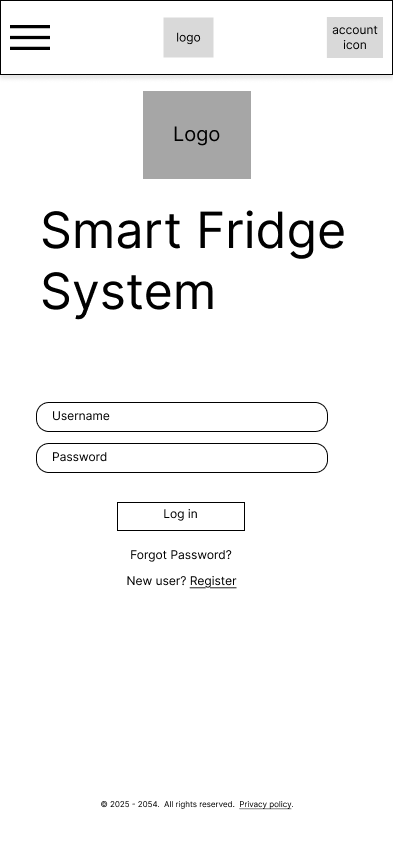 logo
account
icon
Logo
Smart Fridge
System
Username
Password
Log in
Forgot Password?
New user? Register
© 2025 - 2054. All rights reserved. Privacy policy.